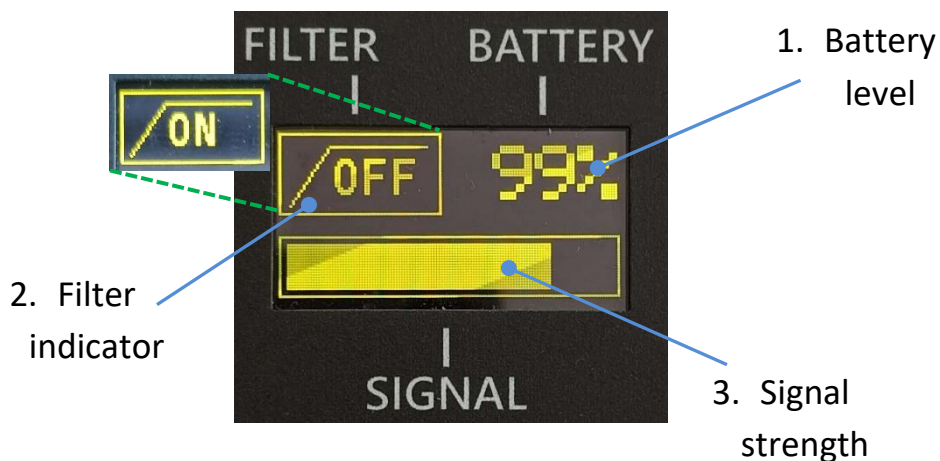 FILTER BATTERY
1. Battery
level
ON
OFF 99%
2. Filter
indicator
SIGNAL
3. Signal
strength